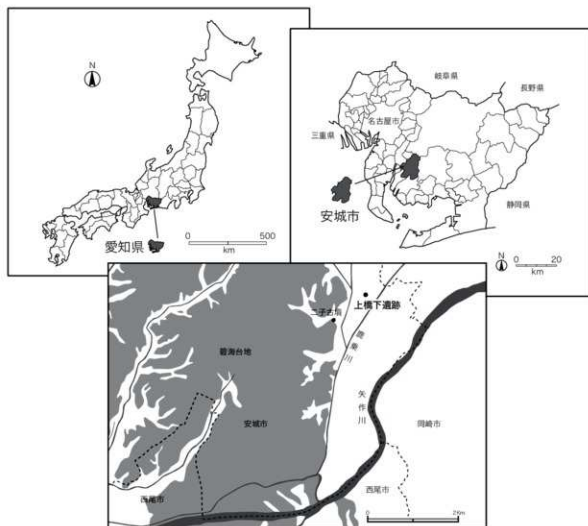 N
愛知県
0
500
km
岐阜県
長野県
名古屋市
三重県
安城市
静岡県
N
0
20
km
二子古墳
上橋下遺跡
鹿乗川
碧海台地
安城市
矢作川
岡崎市
西尾市
西尾市
0
2km